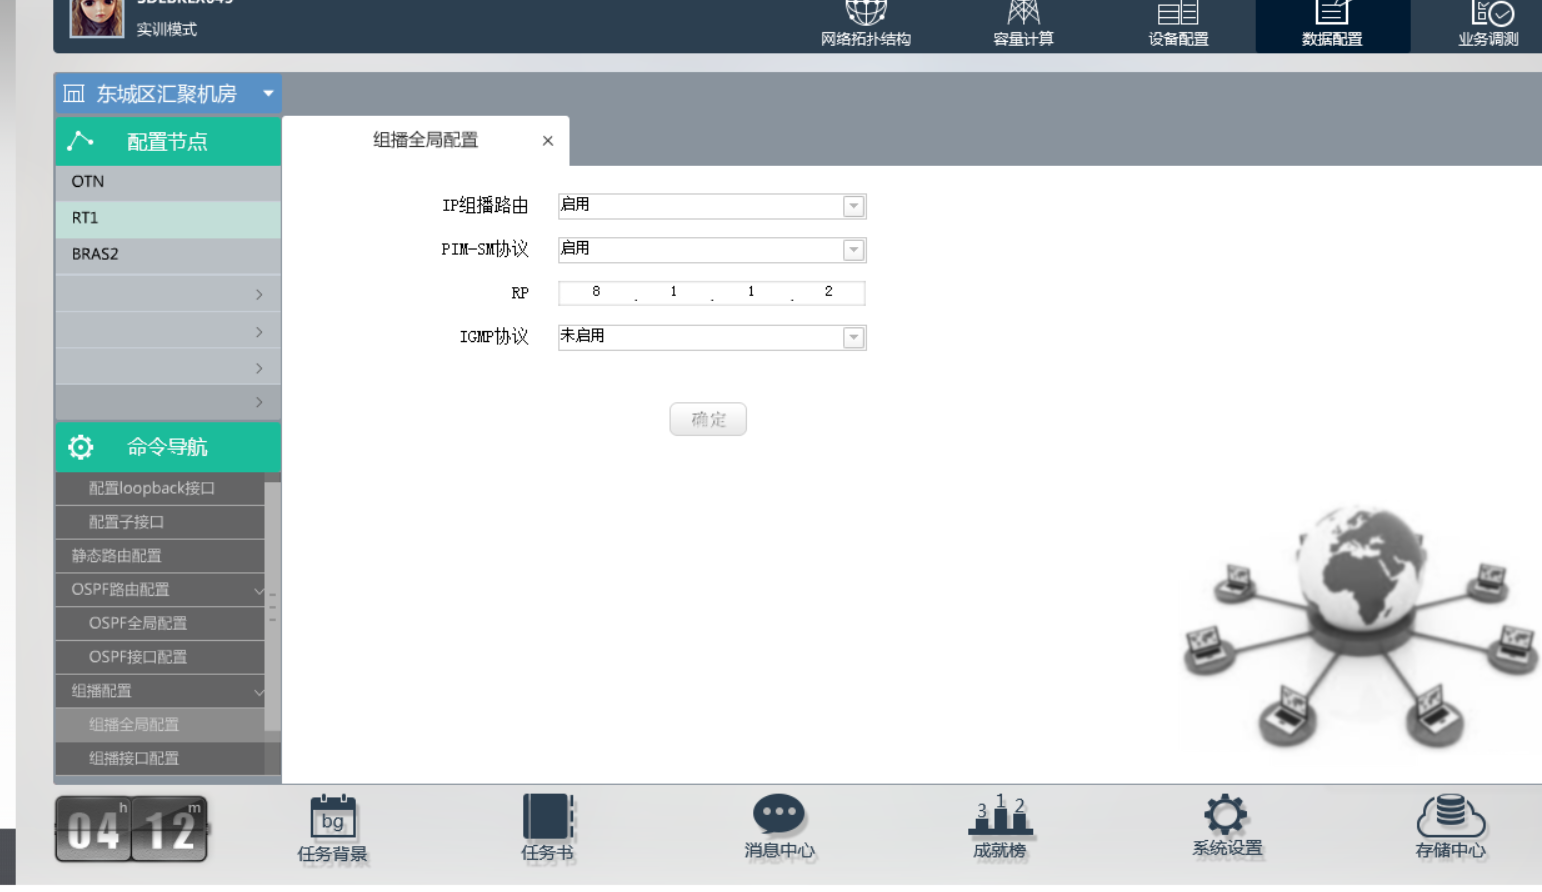 实训模式
网络拓扑结构
容量计算
设备配置
数据配置
业务调测
东城区汇聚机房
配置节点
组播全局配置 ×
OTN
RT1
BRAS2
IP组播路由 启用
PIM-SM协议 启用
RP 8 . 1 . 1 . 2
IGMP协议 未启用
确定
命令导航
配置loopback接口
配置子接口
静态路由配置
OSPF路由配置
OSPF全局配置
OSPF接口配置
组播配置
组播全局配置
组播接口配置
04 h 12 m
bg
任务背景
任务书
消息中心
3 1 2
成就榜
系统设置
存储中心